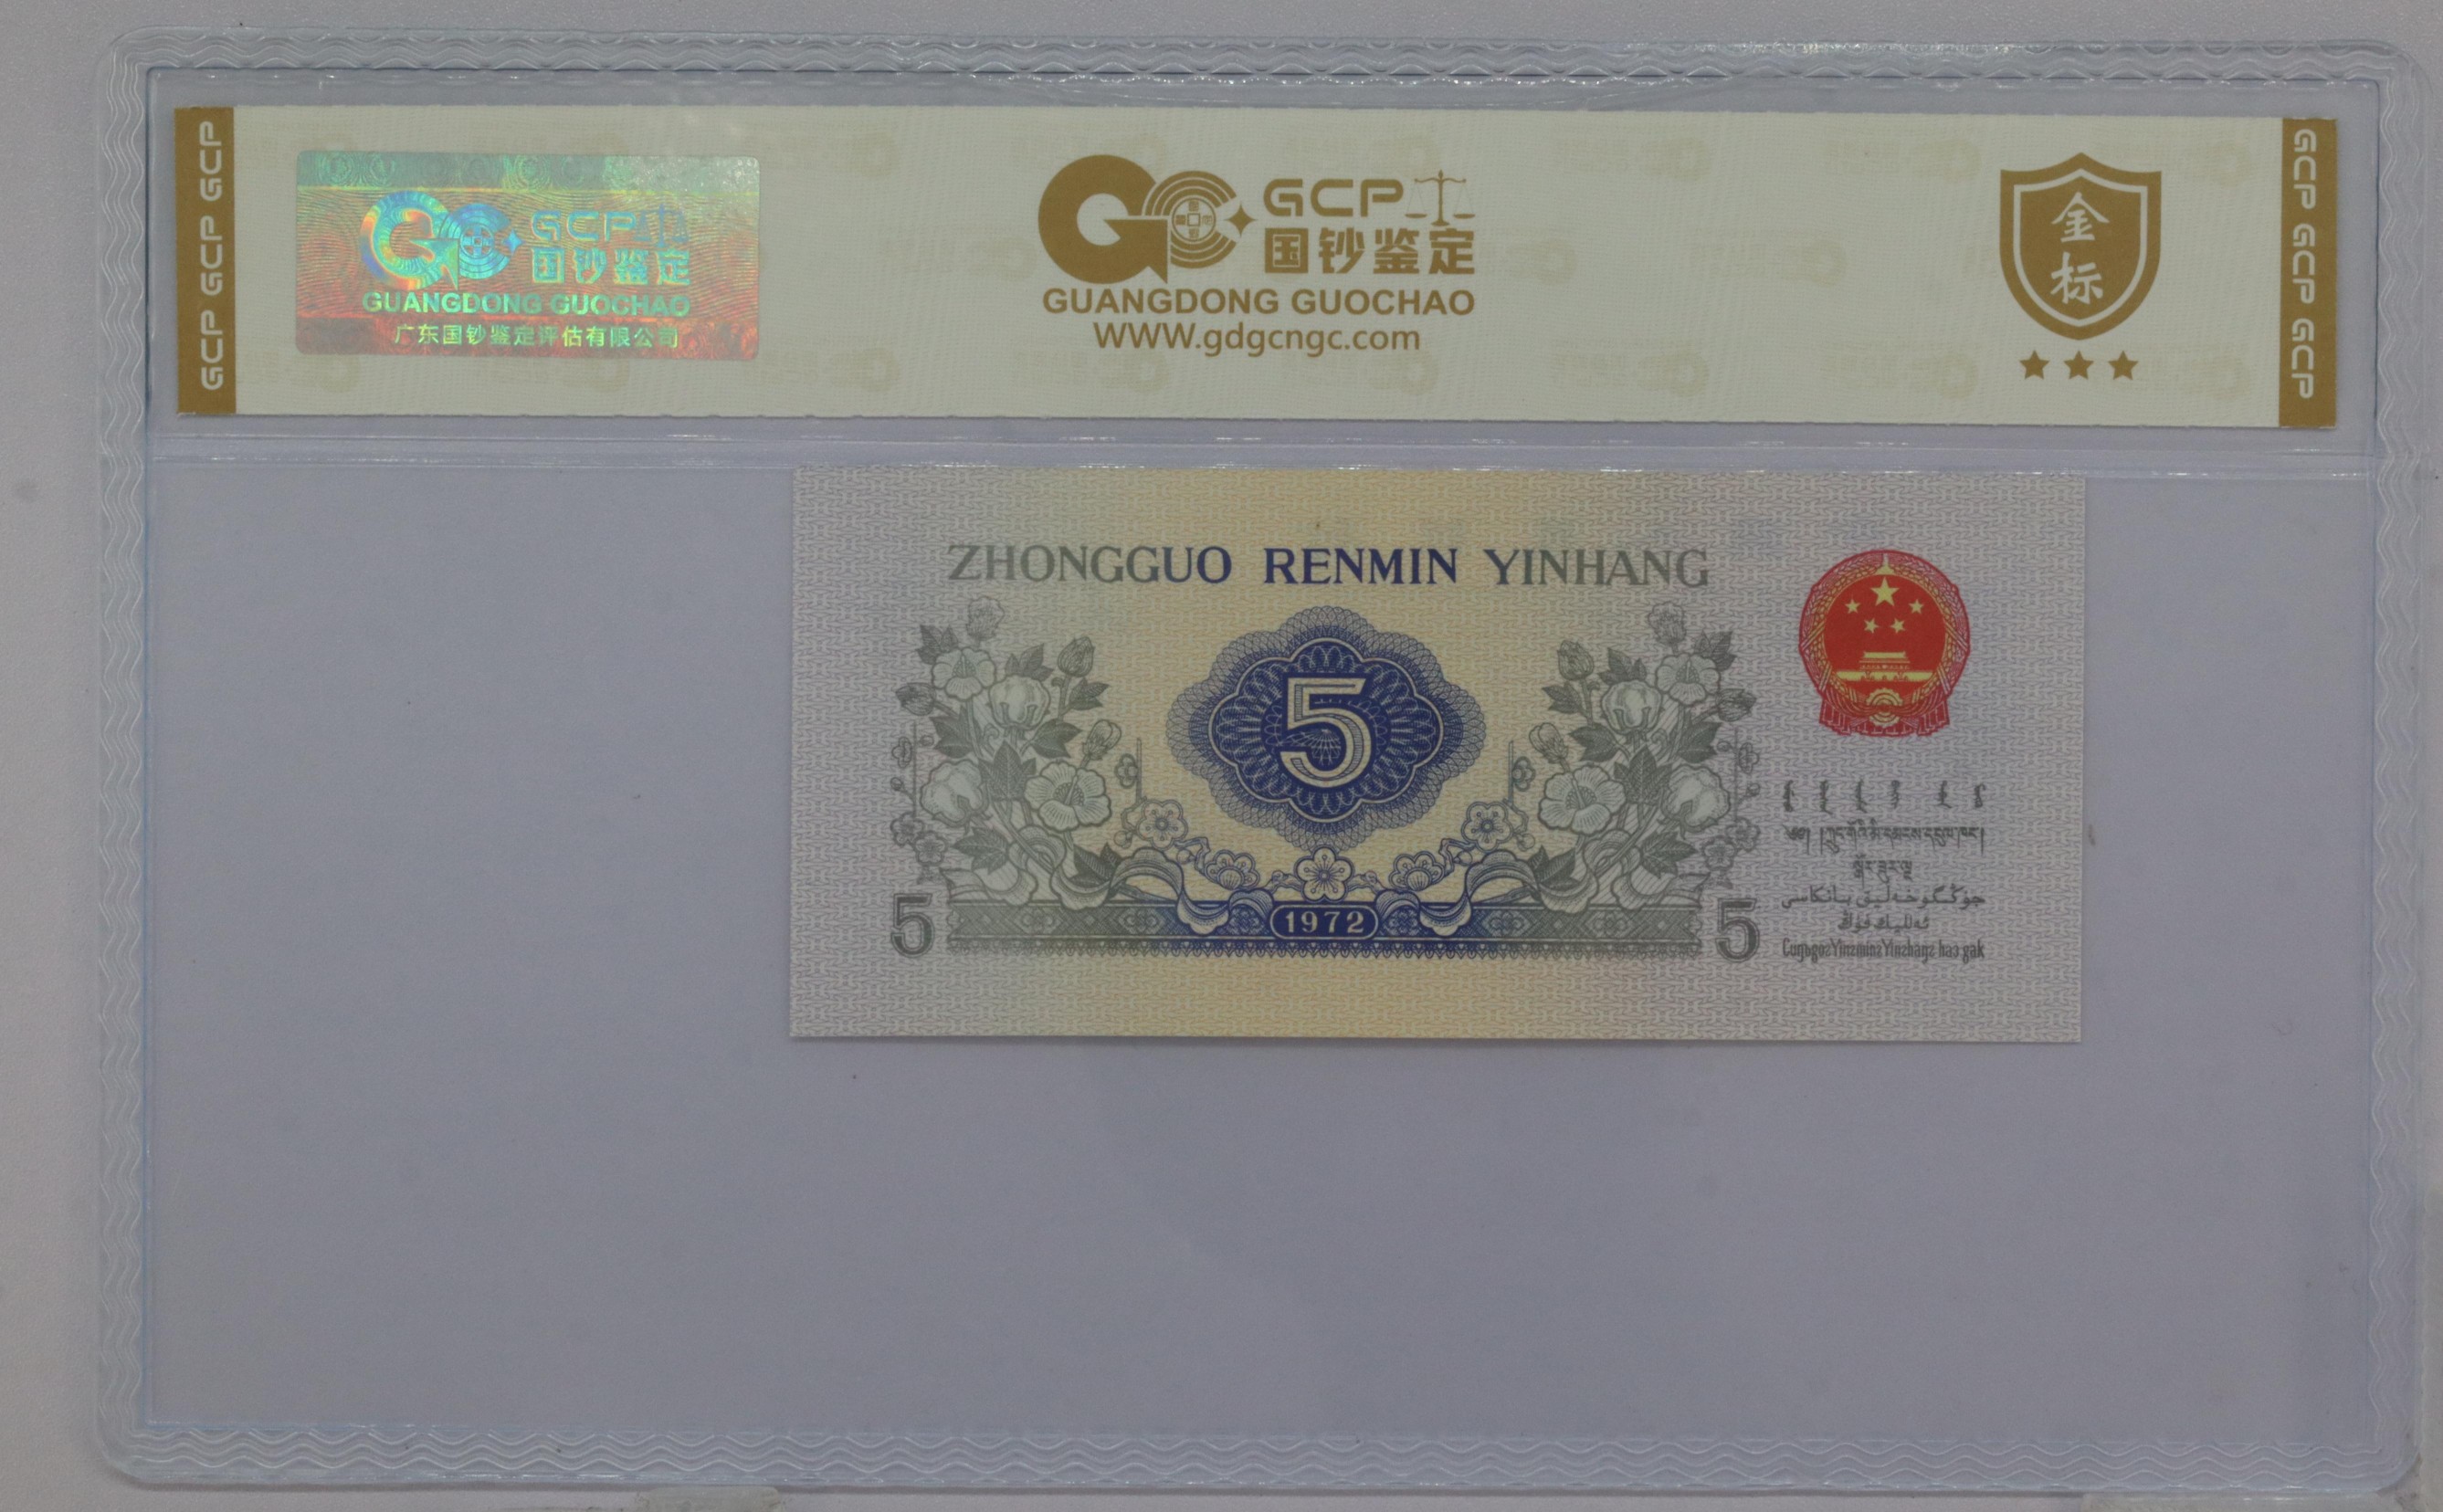 GCP GCP GCP
GCP
国钞鉴定
GUANGDONG GUOCHAO
广东国钞鉴定评估有限公司
GCP
国钞鉴定
GUANGDONG GUOCHAO
WWW.gdgcngc.com
金
标
GCP GCP GCP
ZHONGGUO RENMIN YINHANG
5
1972
5
5